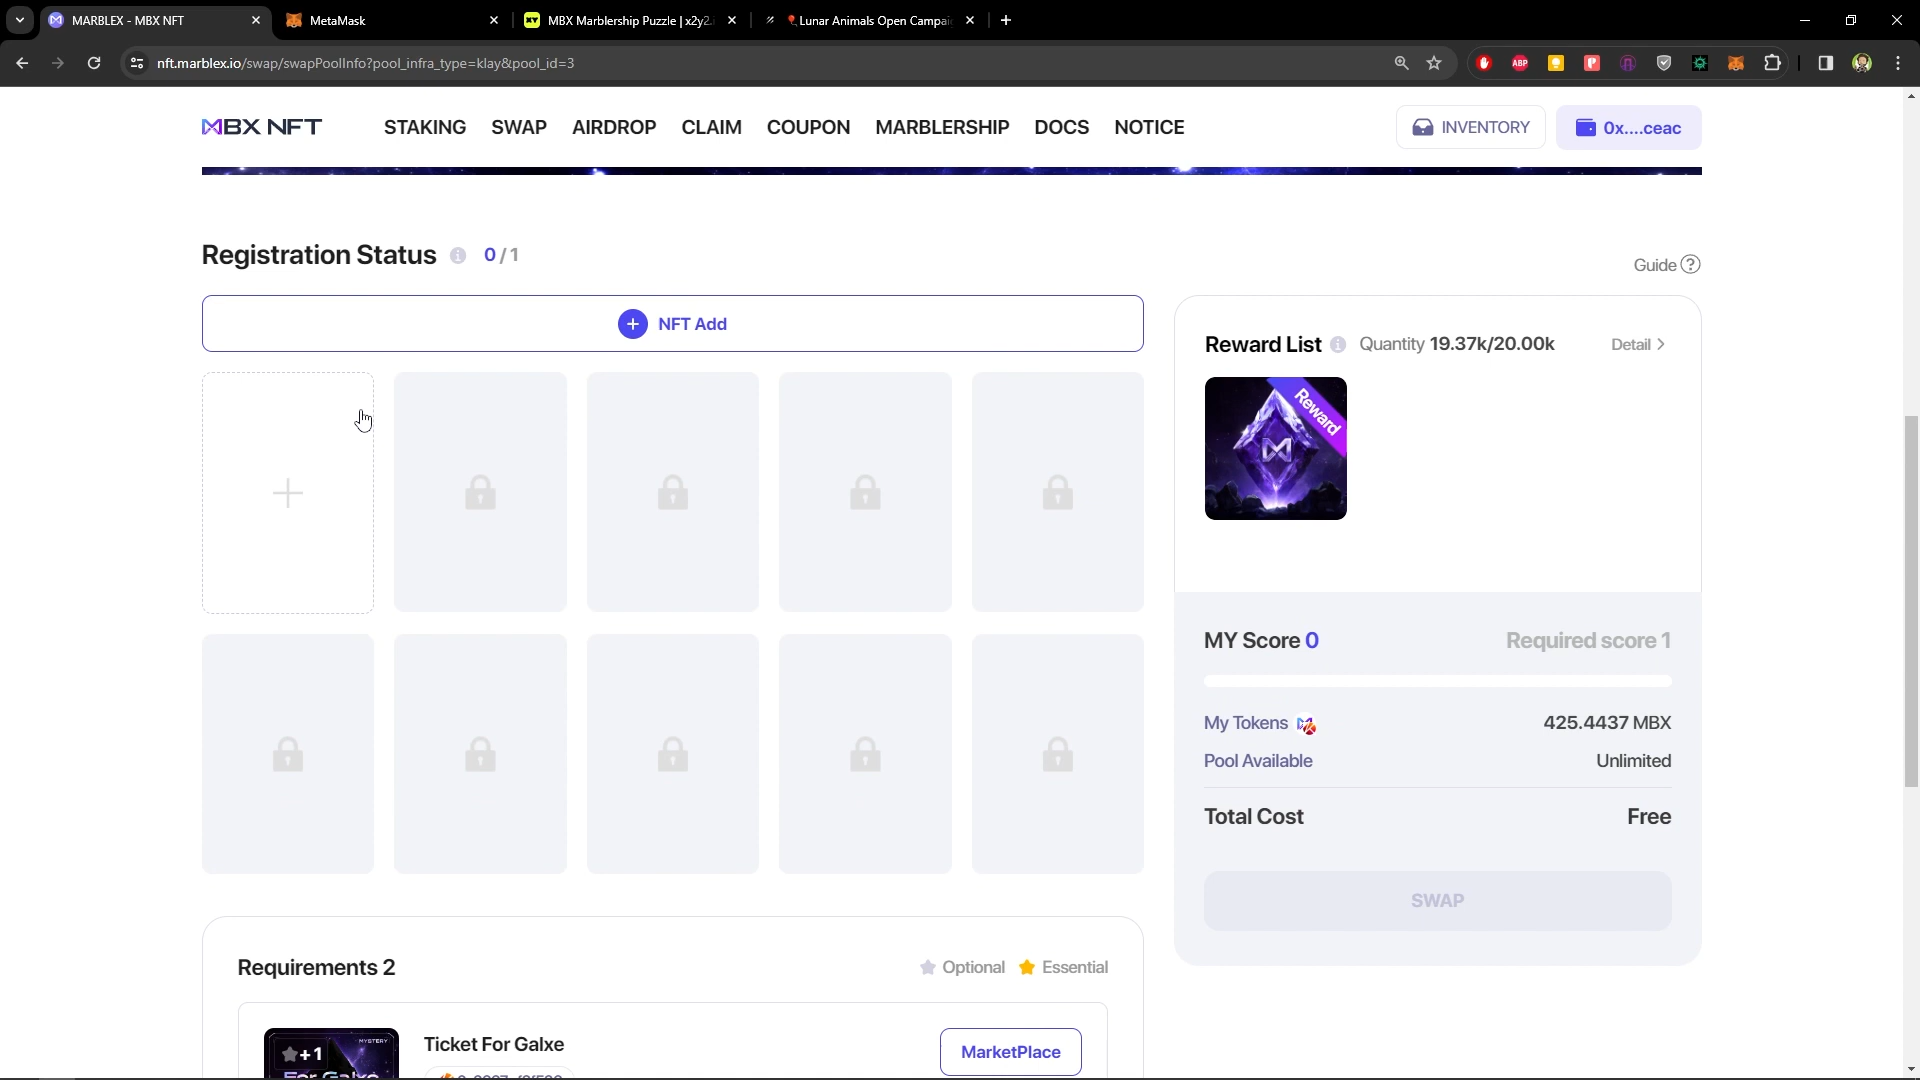 MARBLEX - MBX NFT
MetaMask
MBX Marblership Puzzle | x2y2.
Lunar Animals Open Campai
nft.marblex.io/swap/swapPoolInfo?pool_infra_type=klay&pool_id=3
ABP
MBX NFT
STAKING SWAP AIRDROP CLAIM COUPON MARBLERSHIP DOCS NOTICE
INVENTORY
0x....ceac
Registration Status 0/1
Guide
NFT Add
Reward List Quantity 19.37k/20.00k Detail
Reward
MY Score 0 Required score 1
My Tokens 425.4437 MBX
Pool Available Unlimited
Total Cost Free
SWAP
Requirements 2
Optional Essential
Ticket For Galxe
MarketPlace
MYSTERY
+1
For Galxe